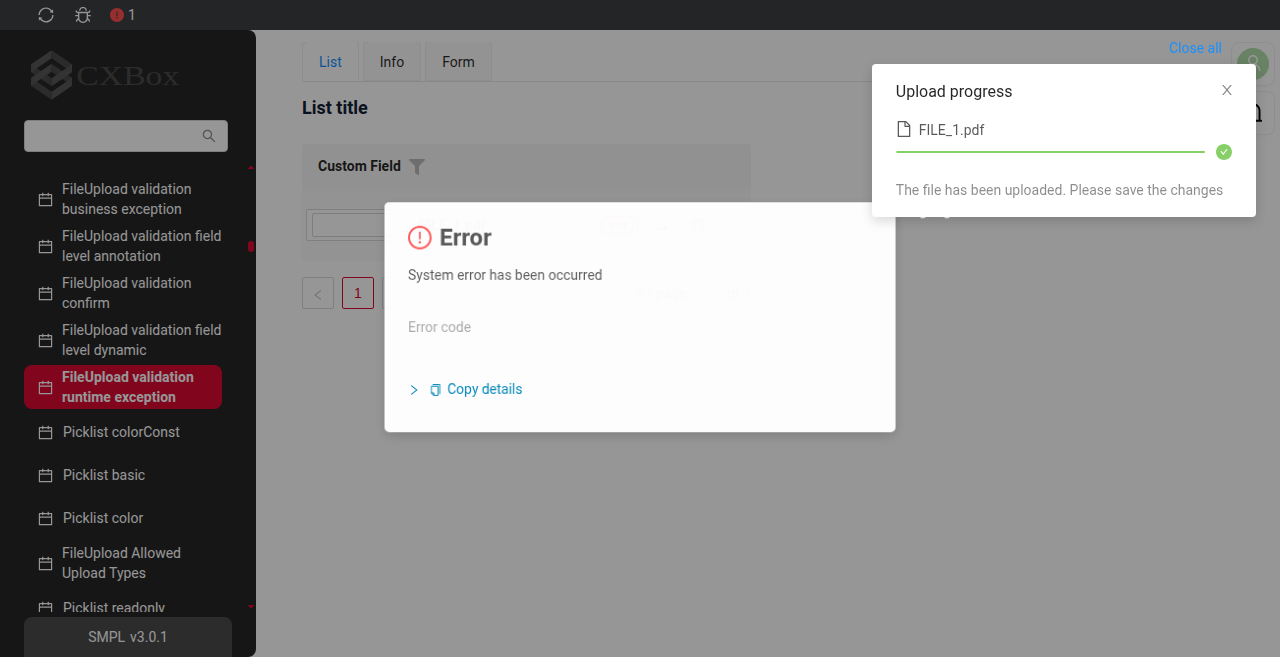 1
CXBox
FileUpload validation
business exception
FileUpload validation field
level annotation
FileUpload validation
confirm
FileUpload validation field
level dynamic
FileUpload validation
runtime exception
Picklist colorConst
Picklist basic
Picklist color
FileUpload Allowed
Upload Types
Picklist readonly
SMPL v3.0.1
List
Info
Form
List title
Custom Field
1
Error
System error has been occurred
Error code
Copy details
Close all
Upload progress
FILE_1.pdf
The file has been uploaded. Please save the changes